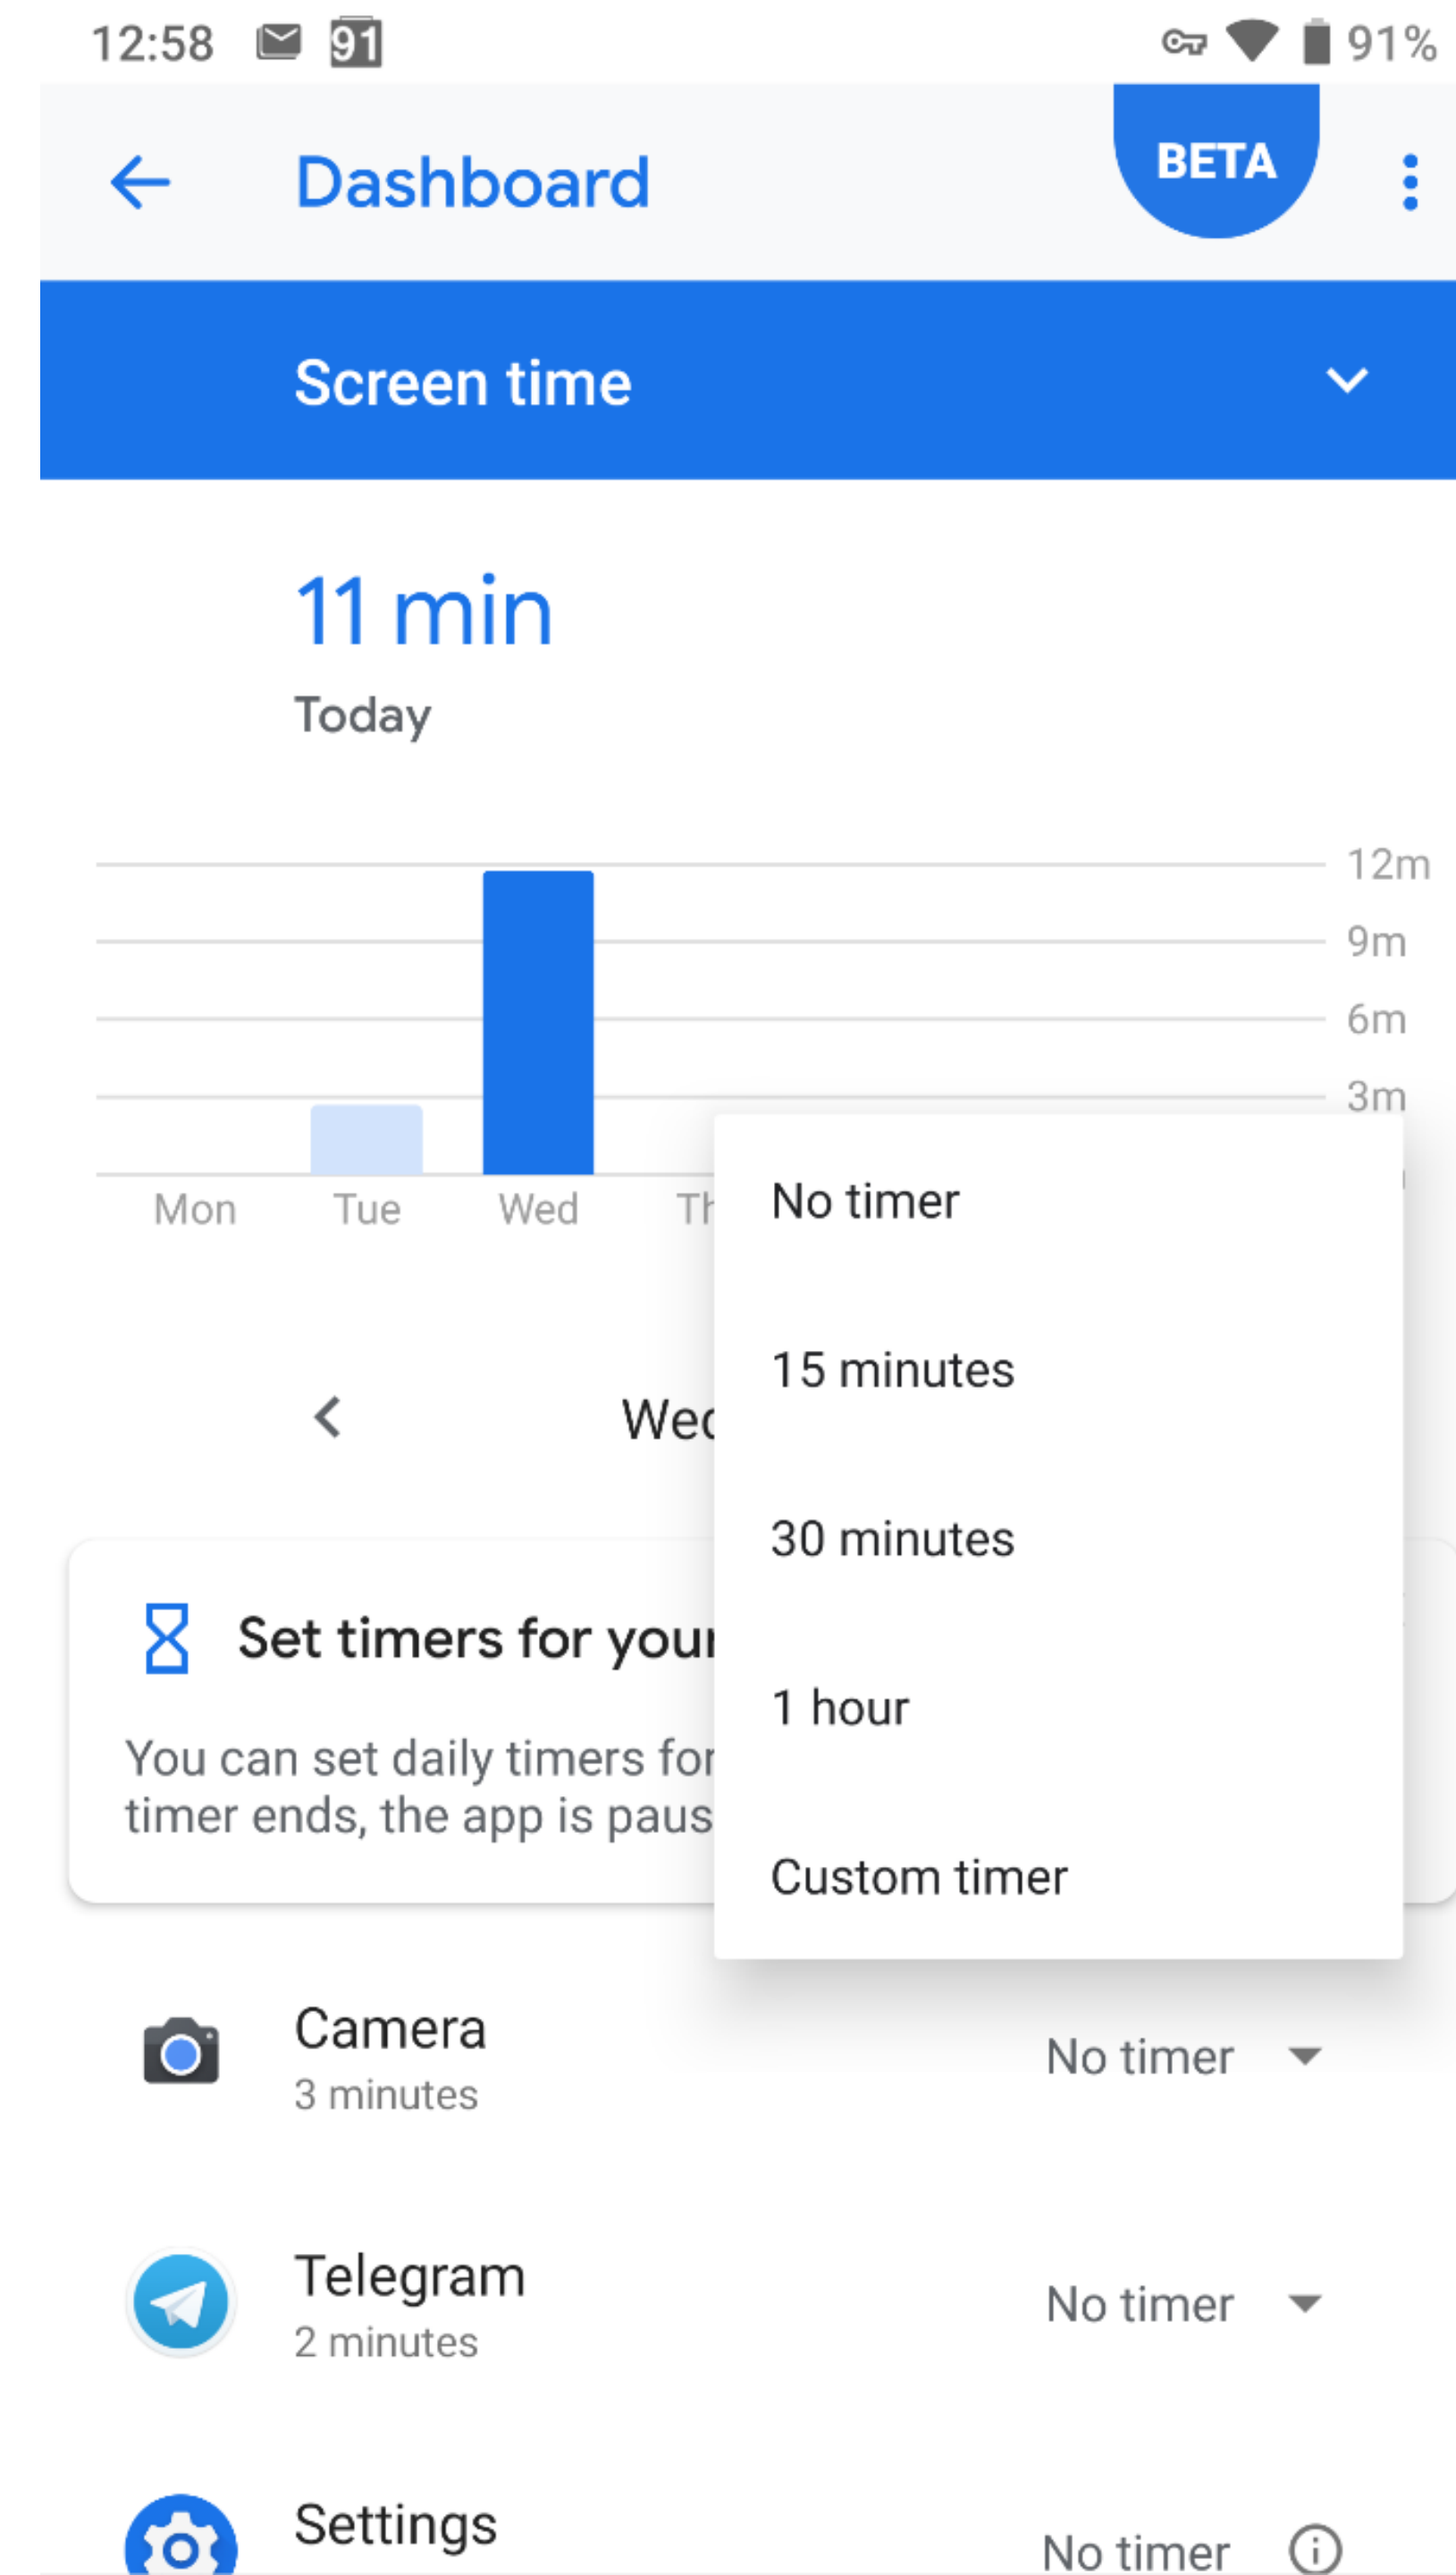 12:58 91 91%
Dashboard BETA
Screen time
11 min
Today
12m
9m
6m
3m
Mon Tue Wed
No timer
15 minutes
30 minutes
1 hour
Custom timer
Set timers for your
You can set daily timers for
timer ends, the app is
Camera
3 minutes
No timer
Telegram
2 minutes
No timer
Settings
No timer